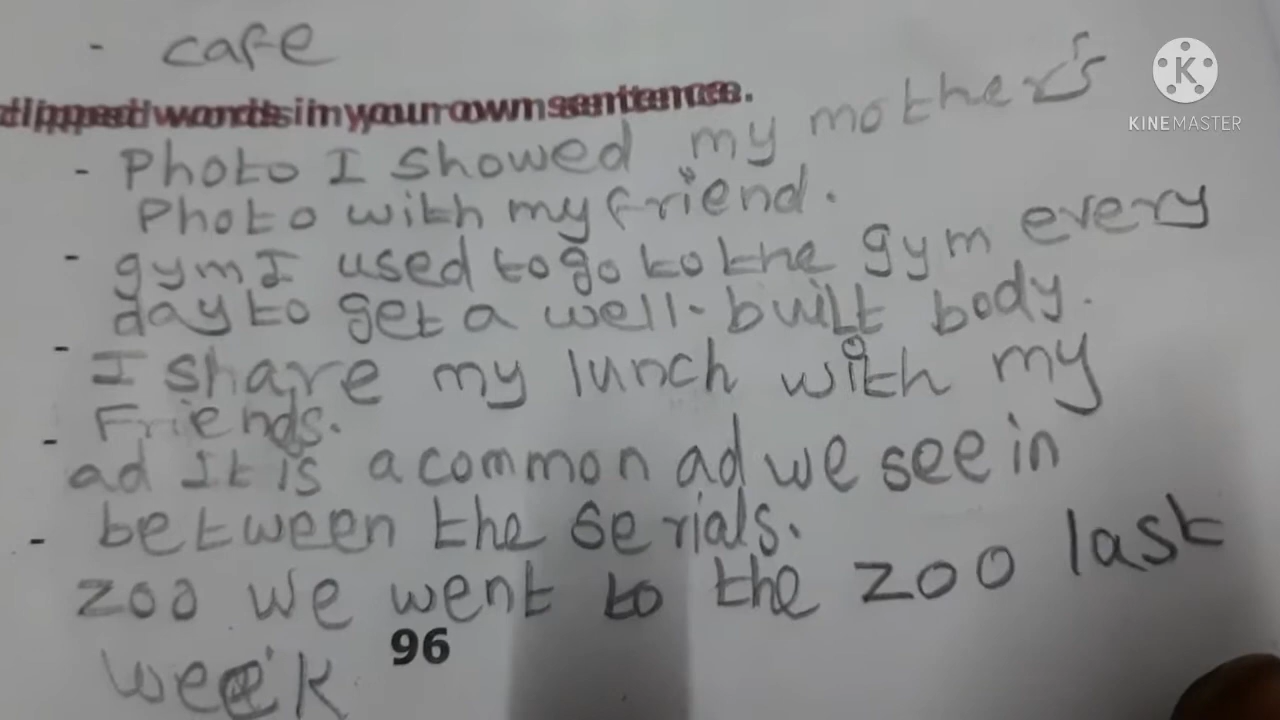 - cafe
clipped words in your own sentence.
- Photo I showed my mother's
Photo with my friend.
- gym I used to go to the gym every
day to get a well-built body.
- I share my lunch with my
Friends.
- ad It is a common ad we see in
between the serials.
- zoo we went to the zoo last
week
96
K
KINEMASTER